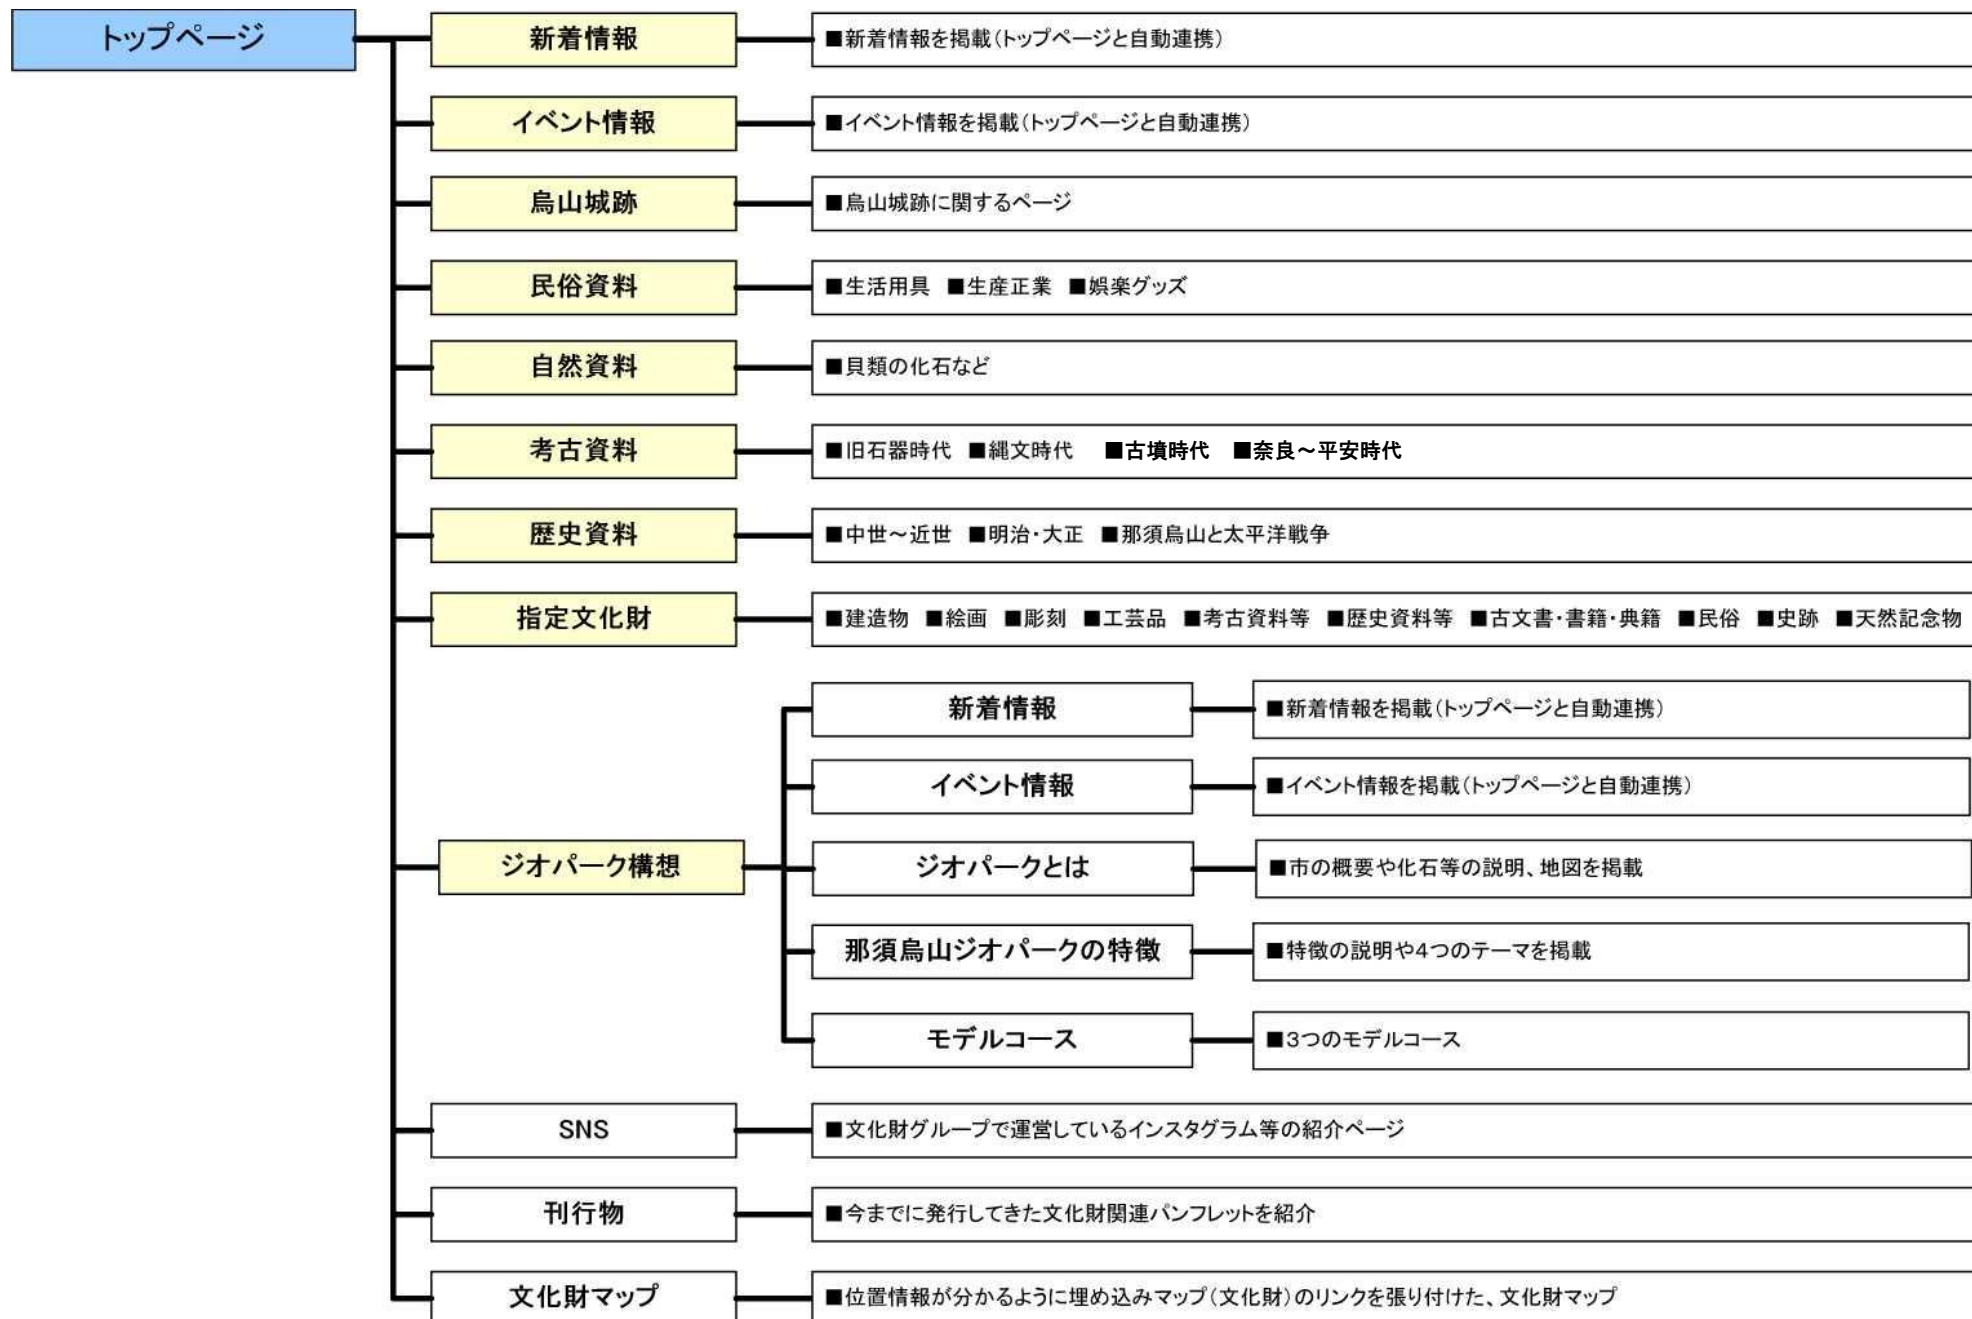 トップページ
新着情報
■新着情報を掲載（トップページと自動連携）
イベント情報
■イベント情報を掲載（トップページと自動連携）
烏山城跡
■烏山城跡に関するページ
民俗資料
■生活用具 ■生産正業 ■娯楽グッズ
自然資料
■貝類の化石など
考古資料
■旧石器時代 ■縄文時代 ■古墳時代 ■奈良～平安時代
歴史資料
■中世～近世 ■明治・大正 ■那須烏山と太平洋戦争
指定文化財
■建造物 ■絵画 ■彫刻 ■工芸品 ■考古資料等 ■歴史資料等 ■古文書・書籍・典籍 ■民俗 ■史跡 ■天然記念物
ジオパーク構想
新着情報
■新着情報を掲載（トップページと自動連携）
イベント情報
■イベント情報を掲載（トップページと自動連携）
ジオパークとは
■市の概要や化石等の説明、地図を掲載
那須烏山ジオパークの特徴
■特徴の説明や4つのテーマを掲載
モデルコース
■3つのモデルコース
SNS
■文化財グループで運営しているインスタグラム等の紹介ページ
刊行物
■今までに発行してきた文化財関連パンフレットを紹介
文化財マップ
■位置情報が分かるように埋め込みマップ（文化財）のリンクを張り付けた、文化財マップ